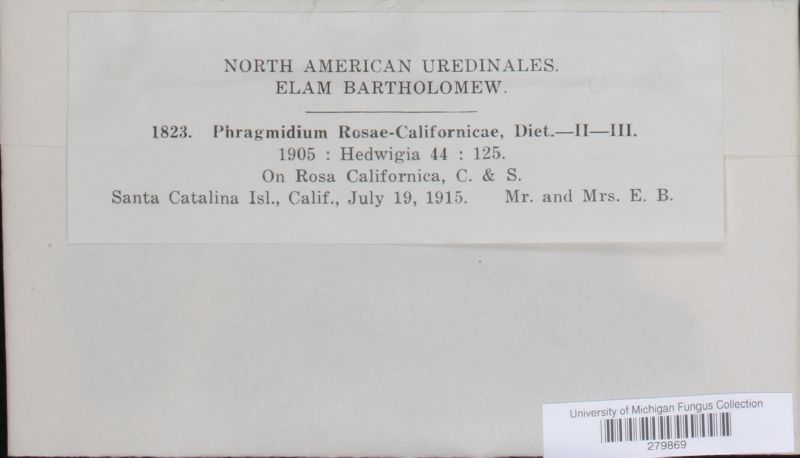 NORTH AMERICAN UREDINALES.
ELAM BARTHOLOMEW.
1823. Phragmidium Rosae-Californicae, Diet.—II—III.
1905 : Hedwigia 44 : 125.
On Rosa Californica, C. & S.
Santa Catalina Isl., Calif., July 19, 1915. Mr. and Mrs. E. B.
University of Michigan Fungus Collection
279869